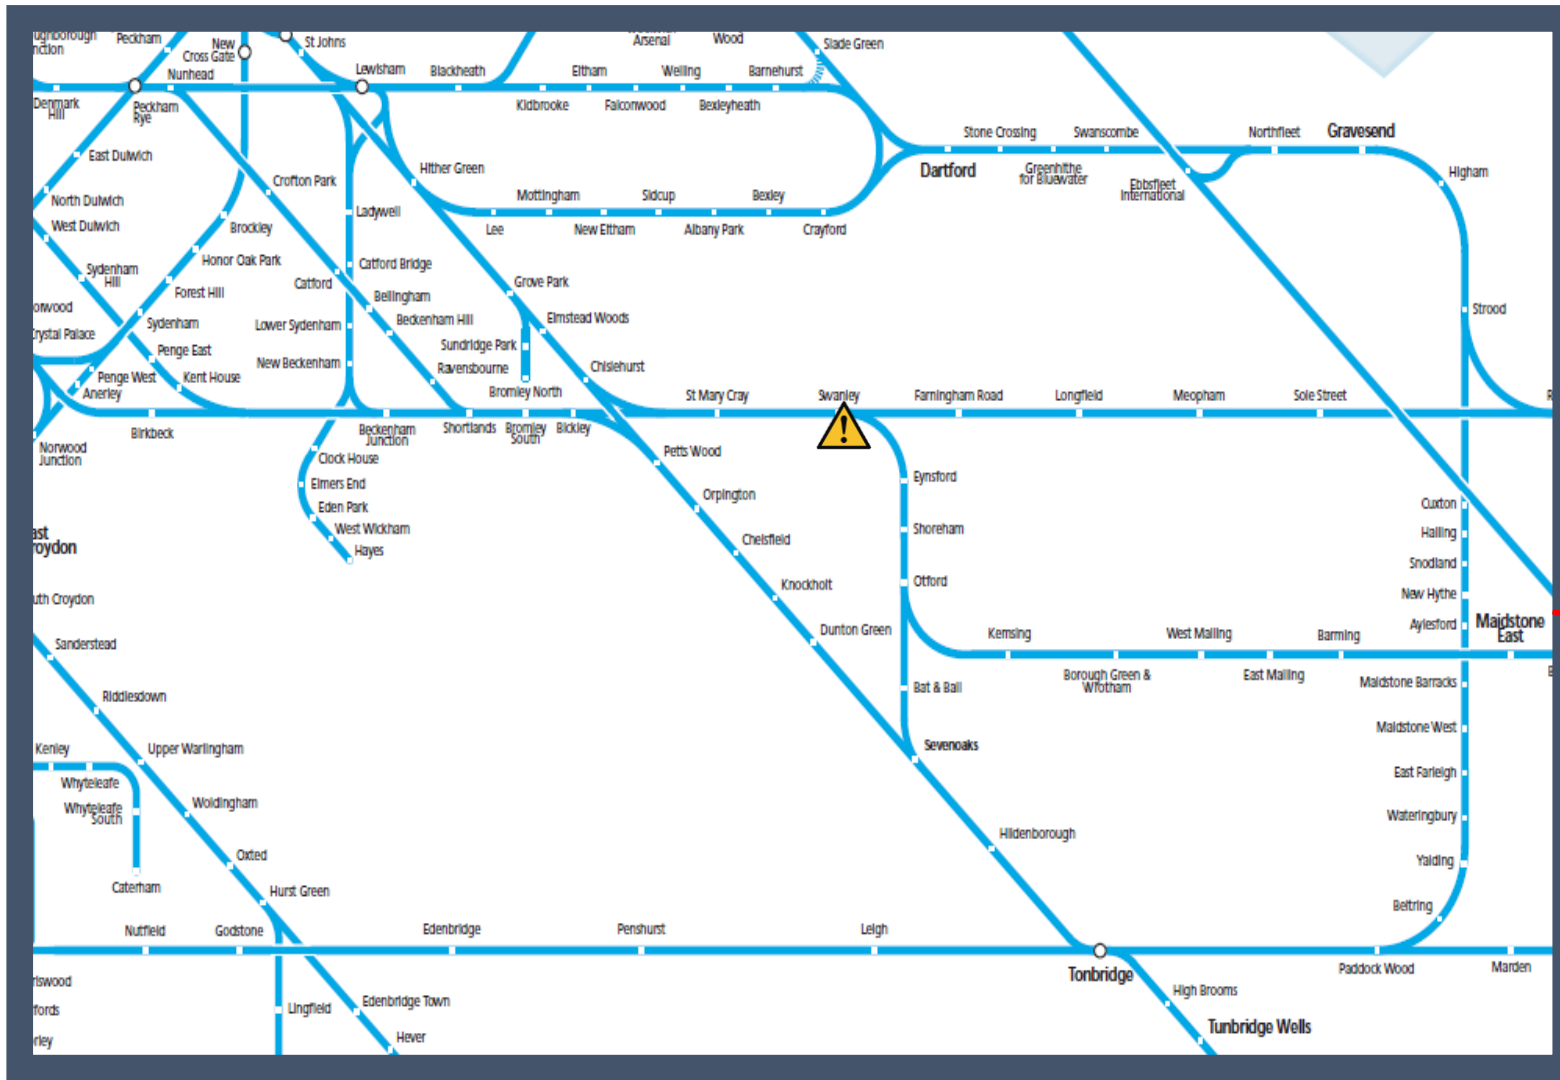 Peckham
New
Cross Gate
St Johns
Arsenal
Wood
Slade Green
Nunhead
Lewisham
Blackheath
Eltham
Welling
Barnehurst
Denmark
Hill
Peckham
Rye
Kidbrooke
Falconwood
Bexleyheath
Stone Crossing
Swanscombe
Northfleet
Gravesend
East Dulwich
Hither Green
Dartford
Greenhithe
for Bluewater
Ebbsfleet
International
Higham
Crofton Park
North Dulwich
Mottingham
Sidcup
Bexley
Ladywell
West Dulwich
Brockley
Lee
New Eltham
Albany Park
Crayford
Honor Oak Park
Catford Bridge
Sydenham
Hill
Catford
Forest Hill
Bellingham
Grove Park
orwood
Sydenham
Lower Sydenham
Beckenham Hill
Elmstead Woods
Strood
Crystal Palace
Sundridge Park
Penge East
New Beckenham
Ravensbourne
Chislehurst
Penge West
Kent House
Anerley
Bromley North
St Mary Cray
Swanley
Farningham Road
Longfield
Meopham
Sole Street
R
Birkbeck
Beckenham
Junction
Shortlands
Bromley
South
Bickley
Norwood
Junction
Clock House
Petts Wood
Elmers End
Eynsford
Orpington
Eden Park
Cuxton
West Wickham
Shoreham
Halling
ast
roydon
Hayes
Chelsfield
Snodland
Otford
Knockholt
New Hythe
uth Croydon
Aylesford
Maidstone
East
Dunton Green
Kemsing
West Malling
Barming
Sanderstead
Borough Green &
Wrotham
East Malling
Bat & Ball
Maidstone Barracks
Riddlesdown
Maidstone West
Kenley
Upper Warlingham
Sevenoaks
Whyteleafe
East Farleigh
Whyteleafe
South
Woldingham
Wateringbury
Hildenborough
Oxted
Yalding
Caterham
Hurst Green
Beltring
Nutfield
Godstone
Edenbridge
Penshurst
Leigh
Tonbridge
Paddock Wood
Marden
riswood
High Brooms
fords
Lingfield
Edenbridge Town
Tunbridge Wells
rley
Hever